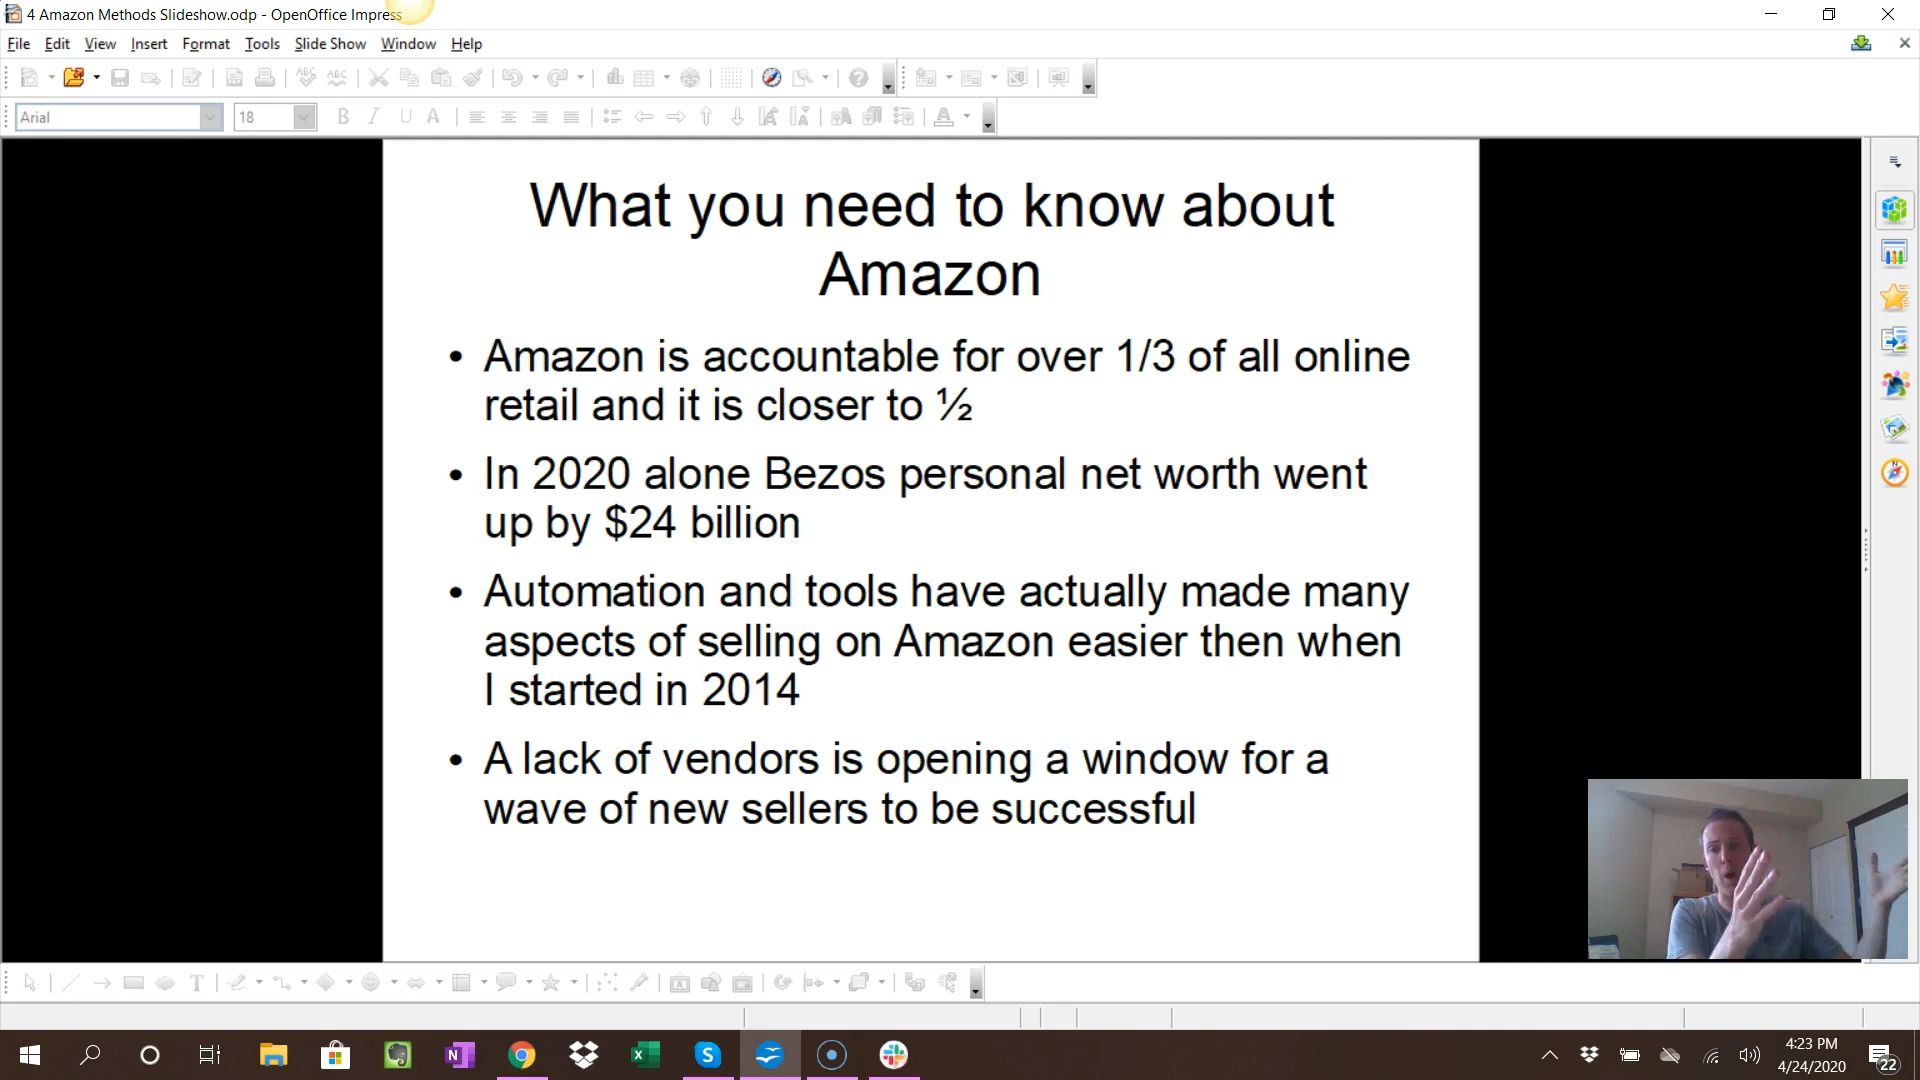 4 Amazon Methods Slideshow.odp - OpenOffice Impress
File Edit View Insert Format Tools Slide Show Window Help
Arial 18
What you need to know about
Amazon
• Amazon is accountable for over 1/3 of all online
retail and it is closer to ½
• In 2020 alone Bezos personal net worth went
up by $24 billion
• Automation and tools have actually made many
aspects of selling on Amazon easier then when
I started in 2014
• A lack of vendors is opening a window for a
wave of new sellers to be successful
4:23 PM
4/24/2020
22